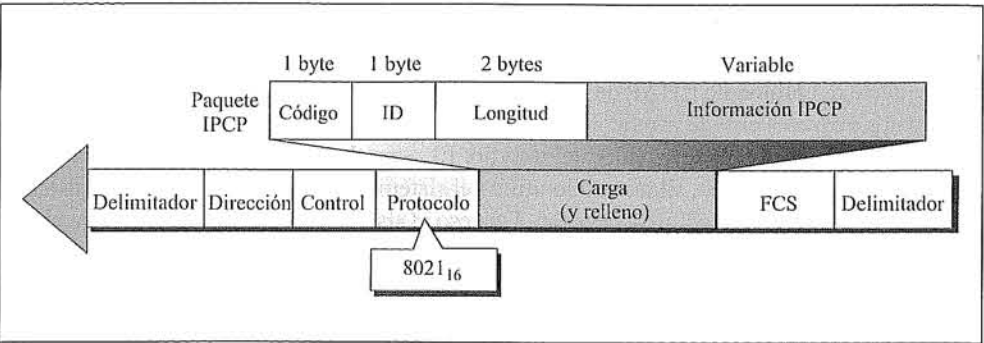 1 byte 1 byte 2 bytes Variable
Paquete
IPCP
Código ID Longitud Información IPCP
Delimitador Dirección Control Protocolo Carga
(y relleno) FCS Delimitador
8021₁₆